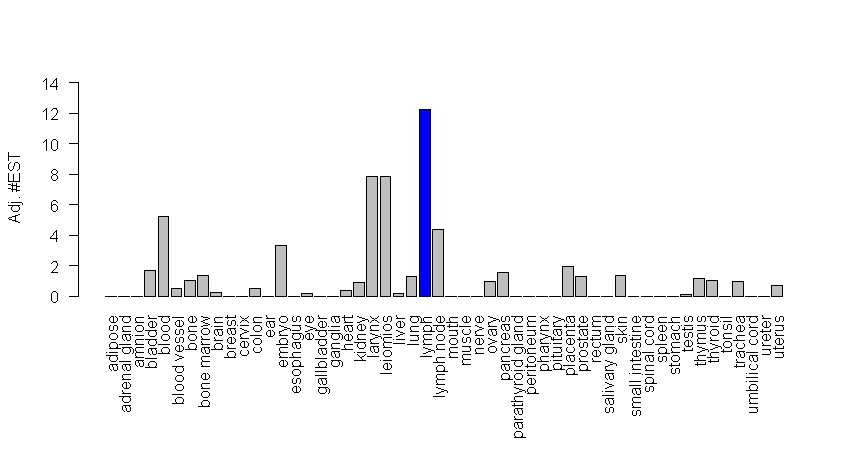 14
12
10
8
6
4
2
0
Adj. #EST
adipose
adrenal gland
amnion
bladder
blood
blood vessel
bone
bone marrow
brain
breast
cervix
colon
ear
embryo
esophagus
eye
gallbladder
ganglia
heart
kidney
larynx
leiomios
liver
lung
lymph
lymph node
mouth
muscle
nerve
ovary
pancreas
parathyroid gland
peritoneum
pharynx
pituitary
placenta
prostate
rectum
salivary gland
skin
small intestine
spinal cord
spleen
stomach
testis
thymus
thyroid
tonsil
trachea
umbilical cord
ureter
uterus